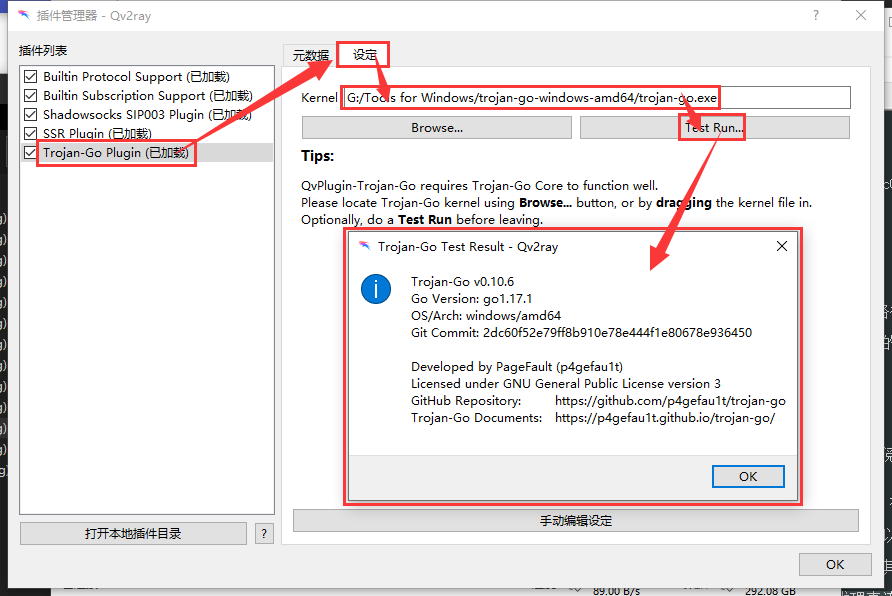 插件管理器 - Qv2ray
插件列表
Builtin Protocol Support (已加载)
Builtin Subscription Support (已加载)
Shadowsocks SIP003 Plugin (已加载)
SSR Plugin (已加载)
Trojan-Go Plugin (已加载)
打开本地插件目录
?
元数据
设定
Kernel
G:/Tools for Windows/trojan-go-windows-amd64/trojan-go.exe
Browse...
Test Run...
Tips:
QvPlugin-Trojan-Go requires Trojan-Go Core to function well.
Please locate Trojan-Go kernel using Browse... button, or by dragging the kernel file in.
Optionally, do a Test Run before leaving.
Trojan-Go Test Result - Qv2ray
Trojan-Go v0.10.6
Go Version: go1.17.1
OS/Arch: windows/amd64
Git Commit: 2dc60f52e79ff8b910e78e444f1e80678e936450
Developed by PageFault (p4gefau1t)
Licensed under GNU General Public License version 3
GitHub Repository: https://github.com/p4gefau1t/trojan-go
Trojan-Go Documents: https://p4gefau1t.github.io/trojan-go/
OK
手动编辑设定
OK
89.00 B/s
292.08 GB